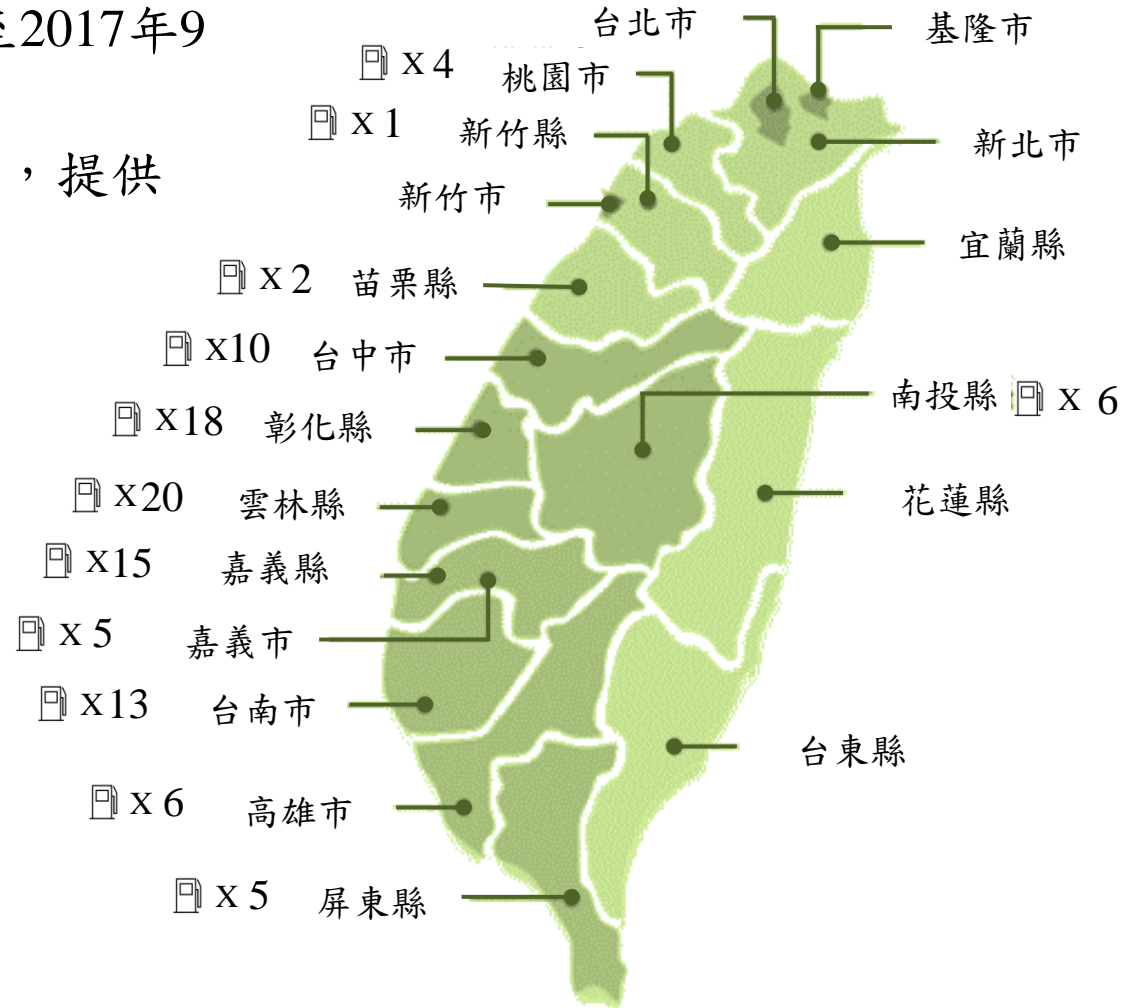 至2017年9
，提供
台北市
基隆市
x 4 桃園市
x 1 新竹縣
新北市
新竹市
宜蘭縣
x 2 苗栗縣
x10 台中市
南投縣 x 6
x18 彰化縣
x20 雲林縣
花蓮縣
x15 嘉義縣
x 5 嘉義市
x13 台南市
台東縣
x 6 高雄市
x 5 屏東縣